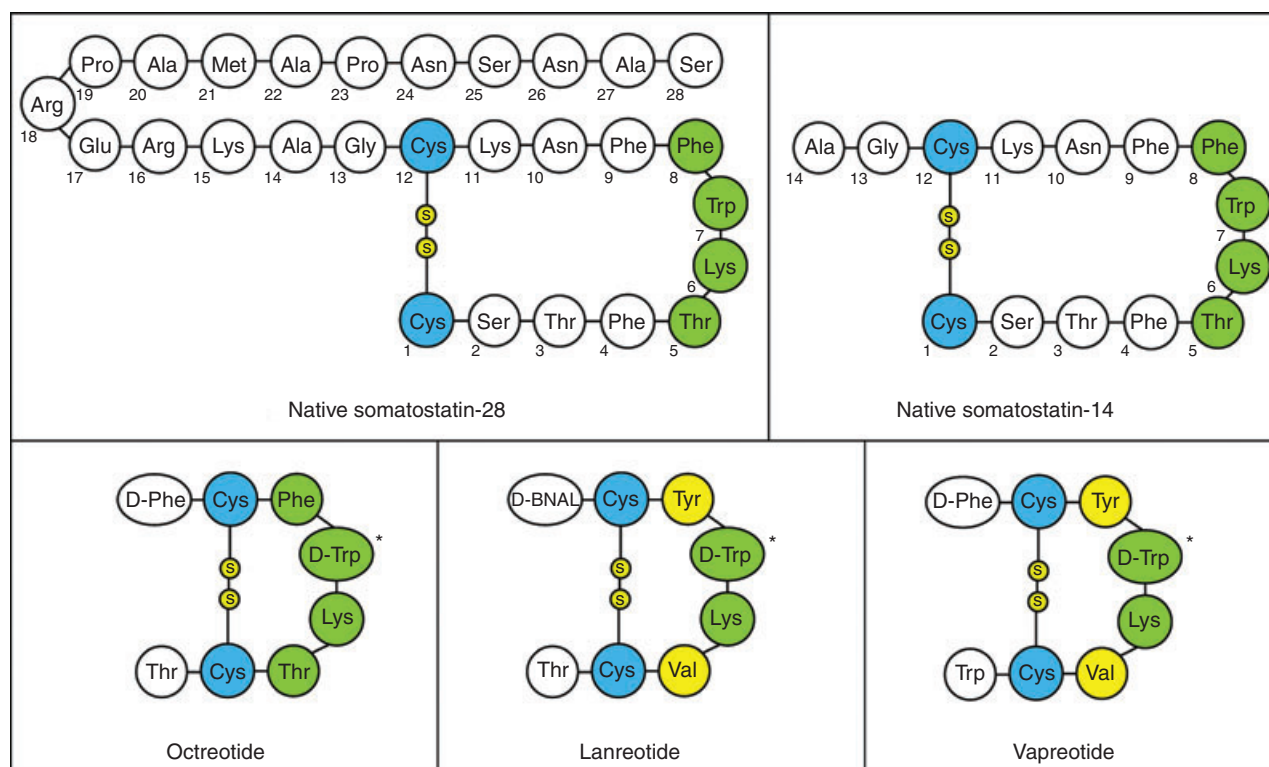 Pro Ala Met Ala Pro Asn Ser Asn Ala Ser
19 20 21 22 23 24 25 26 27 28
Arg
18
Glu Arg Lys Ala Gly Cys Lys Asn Phe Phe
17 16 15 14 13 12 11 10 9 8
Trp
7
S
S
Lys
6
Cys Ser Thr Phe Thr
1 2 3 4 5
Native somatostatin-28
Ala Gly Cys Lys Asn Phe Phe
14 13 12 11 10 9 8
Trp
7
S
S
Lys
6
Cys Ser Thr Phe Thr
1 2 3 4 5
Native somatostatin-14
D-Phe Cys Phe
D-Trp *
S
S
Lys
Thr Cys Thr
Octreotide
D-BNAL Cys Tyr
D-Trp *
S
S
Lys
Thr Cys Val
Lanreotide
D-Phe Cys Tyr
D-Trp *
S
S
Lys
Trp Cys Val
Vapreotide